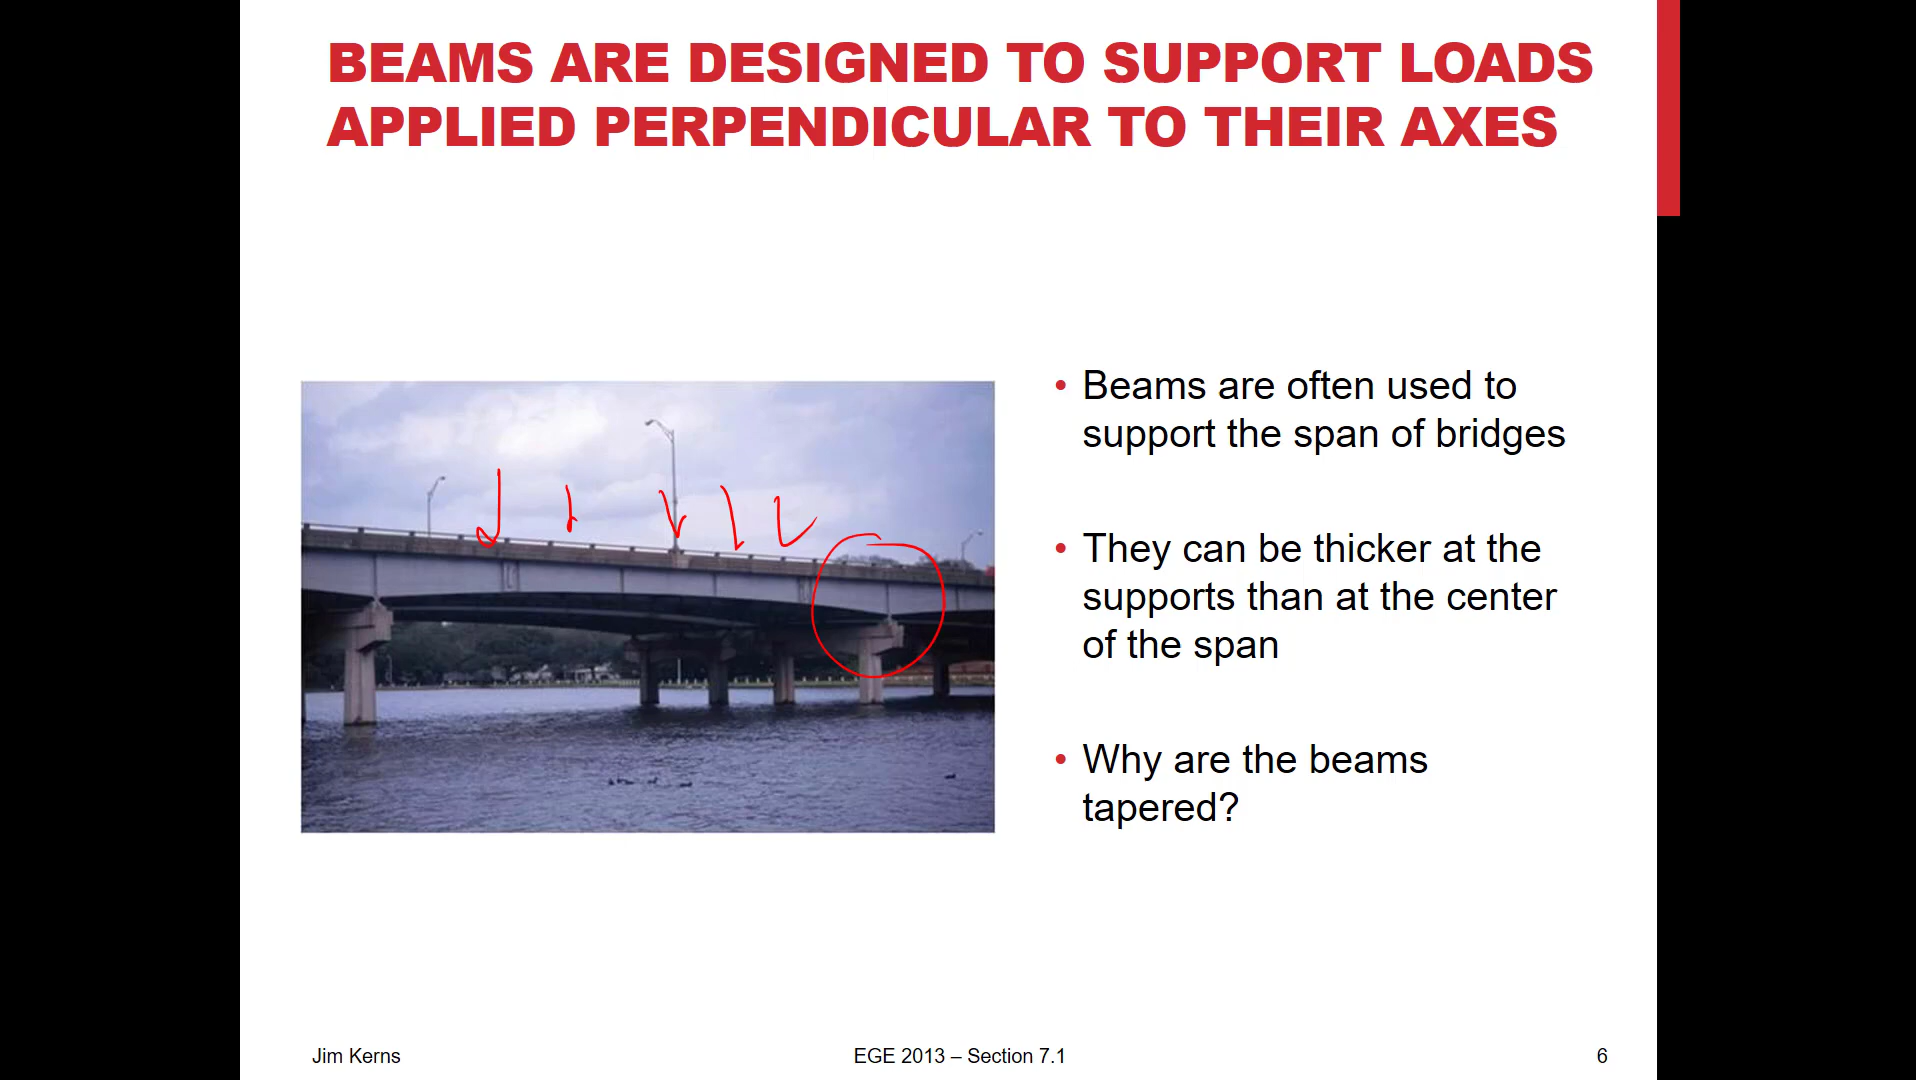 BEAMS ARE DESIGNED TO SUPPORT LOADS
APPLIED PERPENDICULAR TO THEIR AXES
• Beams are often used to
support the span of bridges
• They can be thicker at the
supports than at the center
of the span
• Why are the beams
tapered?
Jim Kerns
EGE 2013 – Section 7.1
6